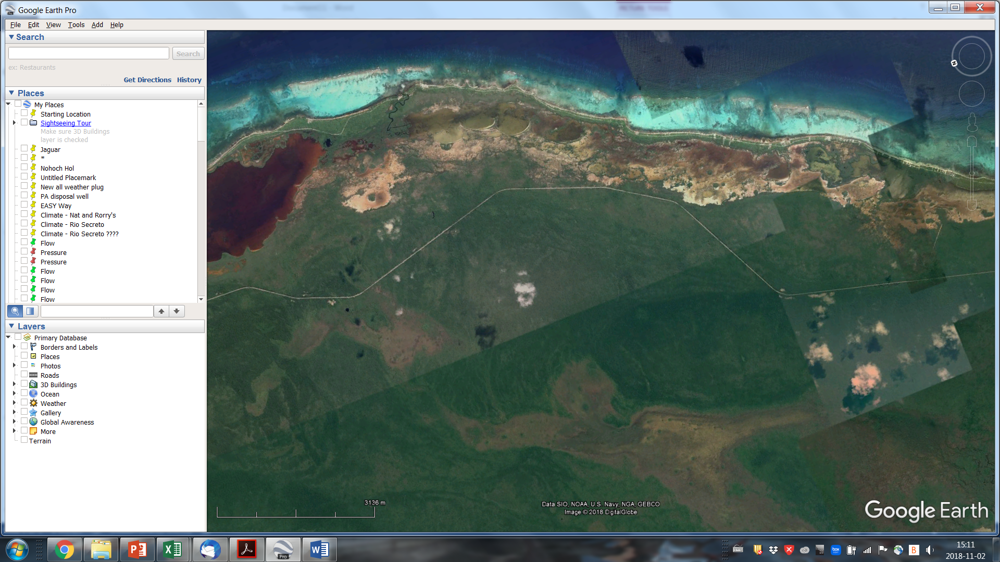 Google Earth Pro
File Edit View Tools Add Help
Search
Search
ex: Restaurants
Get Directions History
Places
My Places
Starting Location
Sightseeing Tour
Make sure 3D Buildings
layer is checked
Jaguar
*
Nohoch Hol
Untitled Placemark
New all weather plug
PA disposal well
EASY Way
Climate - Nat and Rorry's
Climate - Rio Secreto
Climate - Rio Secreto ????
Flow
Pressure
Pressure
Flow
Flow
Flow
Flow
Layers
Primary Database
Borders and Labels
Places
Photos
Roads
3D Buildings
Ocean
Weather
Gallery
Global Awareness
More
Terrain
N
3136 m
Data SIO, NOAA, U.S. Navy, NGA, GEBCO
Image © 2018 DigitalGlobe
Google Earth
Pro
box
B
15:11
2018-11-02